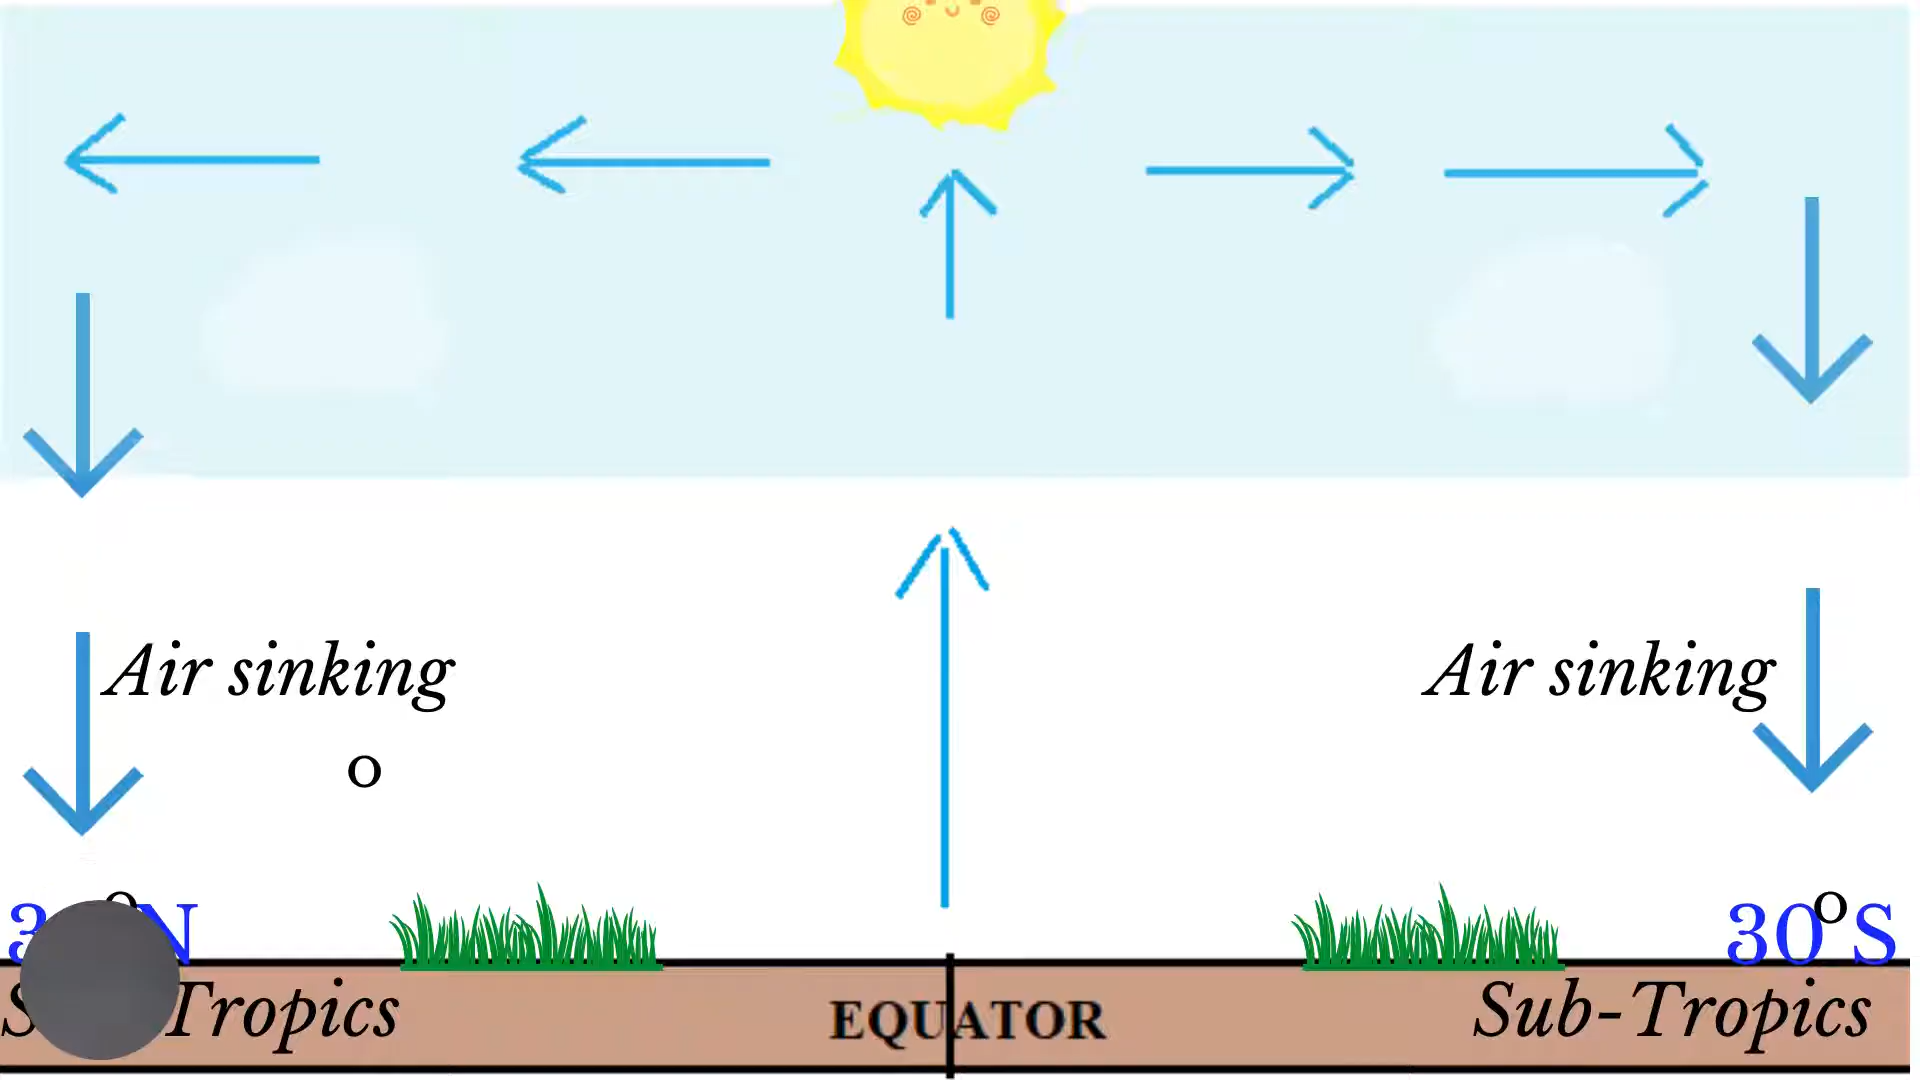 Air sinking
Air sinking
o
30°S
Tropics
EQUATOR
Sub-Tropics